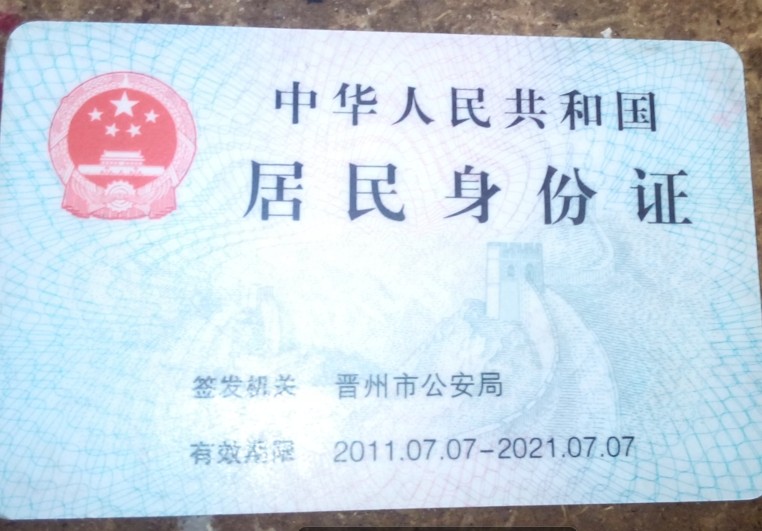 中华人民共和国
居民身份证
签发机关 晋州市公安局
有效期限 2011.07.07-2021.07.07